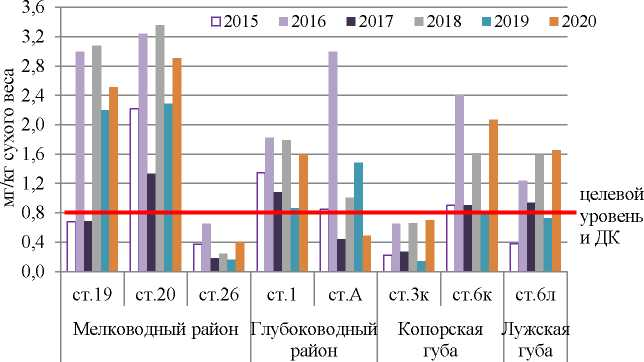 2015 2016 2017 2018 2019 2020
мг/кг сухого веса
3,6
3,2
2,8
2,4
2,0
1,6
1,2
0,8
0,4
0,0
целевой
уровень
и ДК
ст.19 ст.20 ст.26 ст.1 ст.А ст.3к ст.6к ст.6л
Мелководный район Глубоководный район Копорская губа Лужская губа